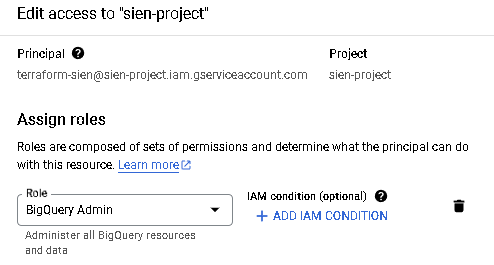 Edit access to "sien-project"
Principal Project
terraform-sien@sien-project.iam.gserviceaccount.com sien-project
Assign roles
Roles are composed of sets of permissions and determine what the principal can do
with this resource. Learn more
Role
BigQuery Admin
IAM condition (optional)
+ ADD IAM CONDITION
Administer all BigQuery resources
and data